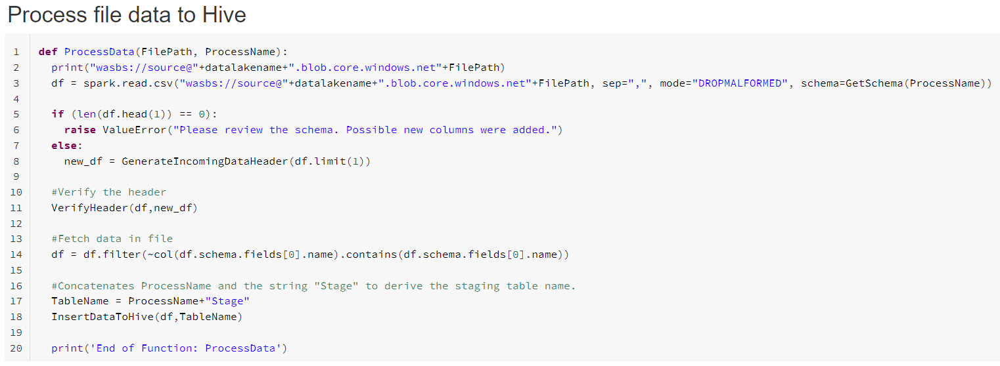 Process file data to Hive
1 def ProcessData(FilePath, ProcessName):
2   print("wasbs://source@"+datalakename+".blob.core.windows.net"+FilePath)
3   df = spark.read.csv("wasbs://source@"+datalakename+".blob.core.windows.net"+FilePath, sep=",", mode="DROPMALFORMED", schema=GetSchema(ProcessName))
4
5   if (len(df.head(1)) == 0):
6     raise ValueError("Please review the schema. Possible new columns were added.")
7   else:
8     new_df = GenerateIncomingDataHeader(df.limit(1))
9
10   #Verify the header
11   VerifyHeader(df,new_df)
12
13   #Fetch data in file
14   df = df.filter(~col(df.schema.fields[0].name).contains(df.schema.fields[0].name))
15
16   #Concatenates ProcessName and the string "Stage" to derive the staging table name.
17   TableName = ProcessName+"Stage"
18   InsertDataToHive(df,TableName)
19
20   print('End of Function: ProcessData')